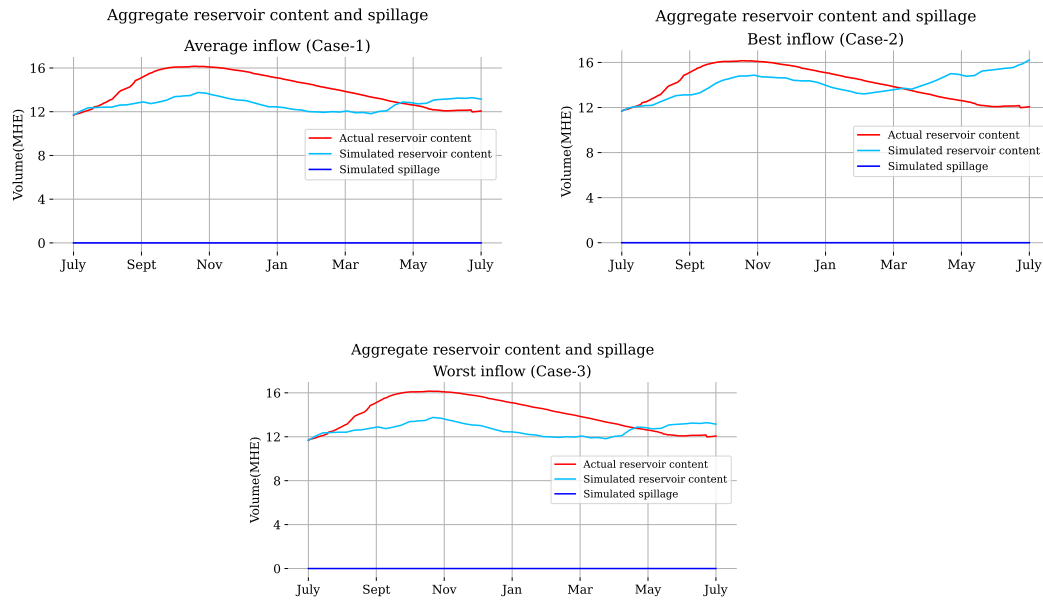 Aggregate reservoir content and spillage
Average inflow (Case-1)
Volume(MHE)
16
12
8
4
0
Actual reservoir content
Simulated reservoir content
Simulated spillage
July Sept Nov Jan Mar May July
Aggregate reservoir content and spillage
Best inflow (Case-2)
Volume(MHE)
16
12
8
4
0
Actual reservoir content
Simulated reservoir content
Simulated spillage
July Sept Nov Jan Mar May July
Aggregate reservoir content and spillage
Worst inflow (Case-3)
Volume(MHE)
16
12
8
4
0
Actual reservoir content
Simulated reservoir content
Simulated spillage
July Sept Nov Jan Mar May July